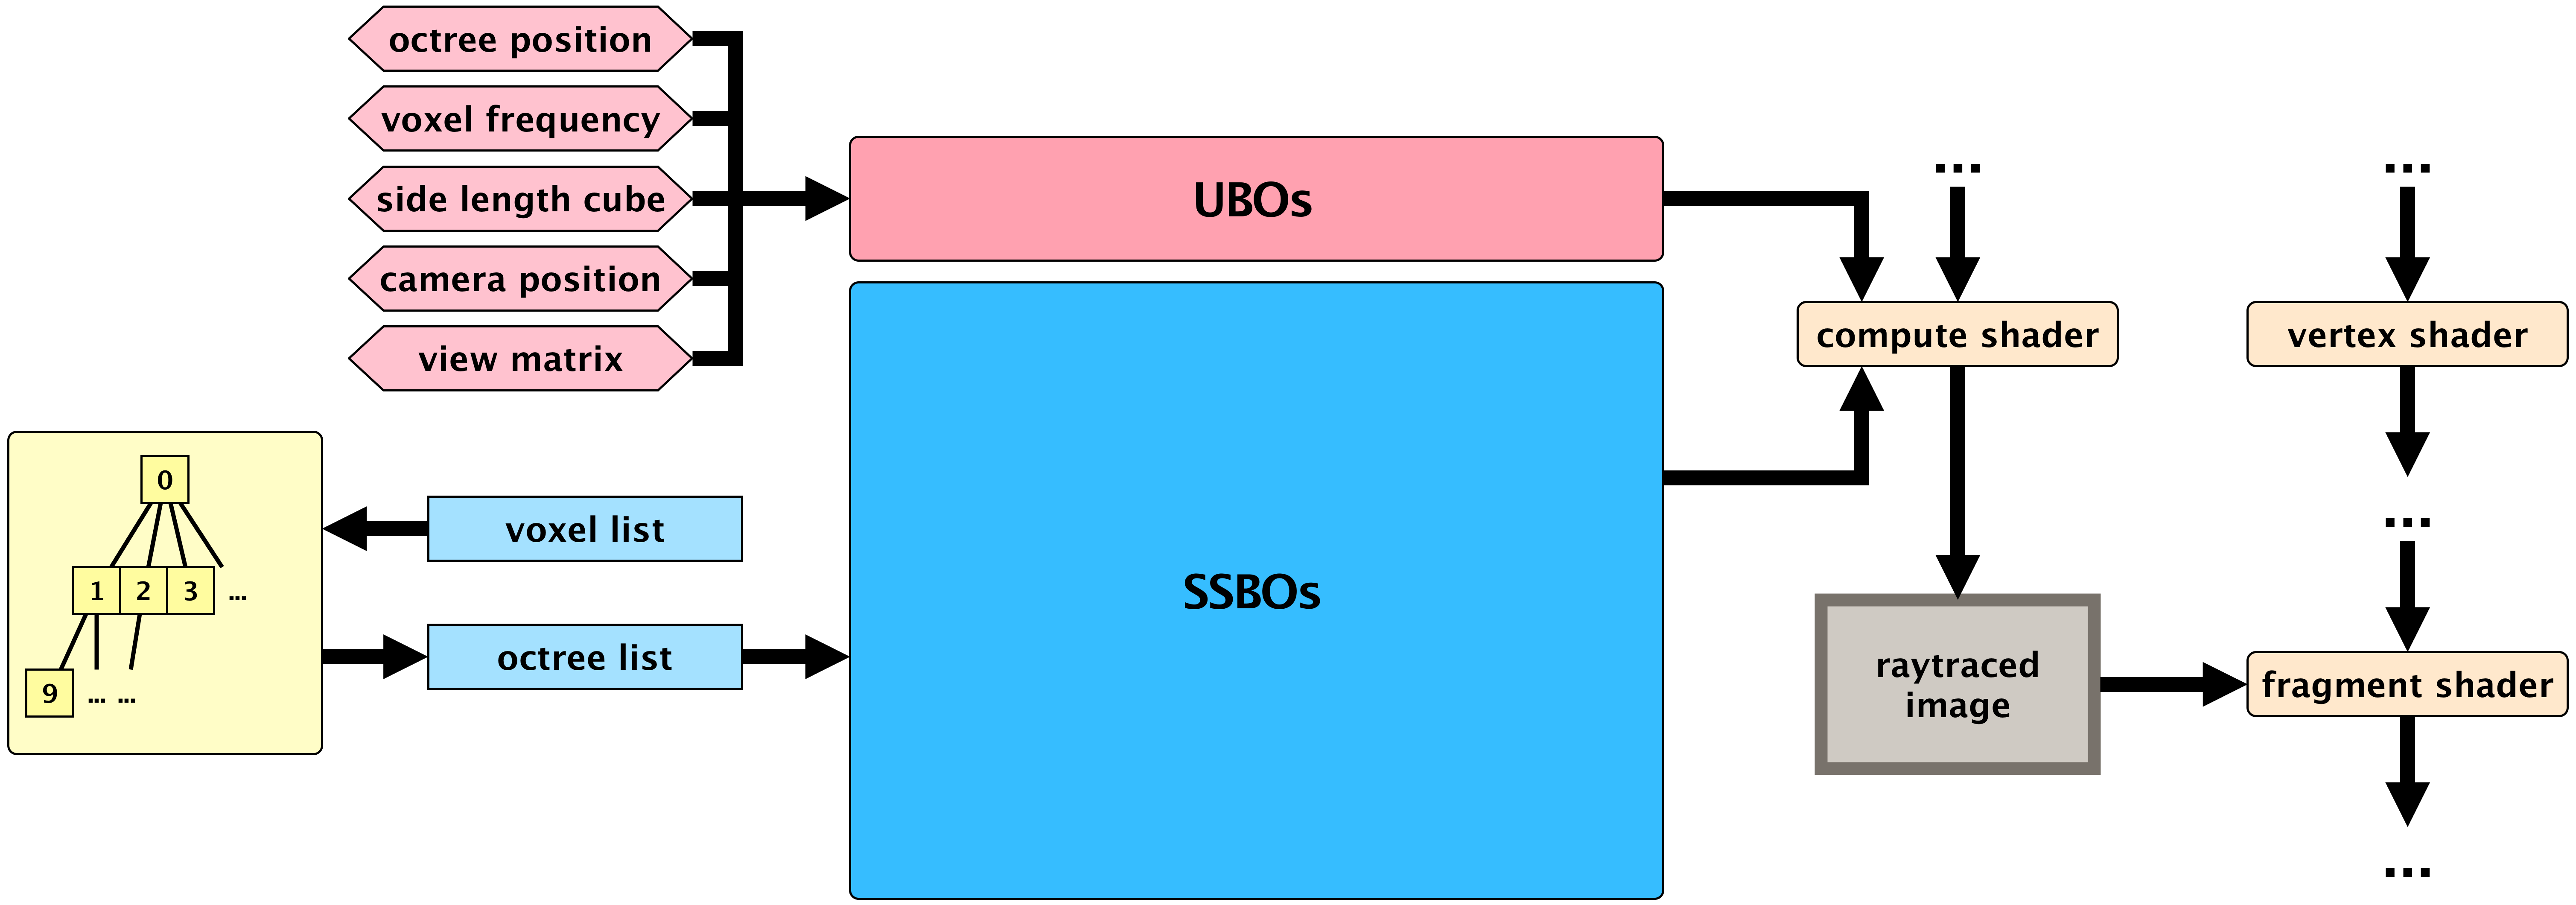 octree position
voxel frequency
side length cube
camera position
view matrix
UBOs
SSBOs
0
1 2 3 ...
9 ... ...
voxel list
octree list
...
compute shader
raytraced
image
...
vertex shader
...
fragment shader
...